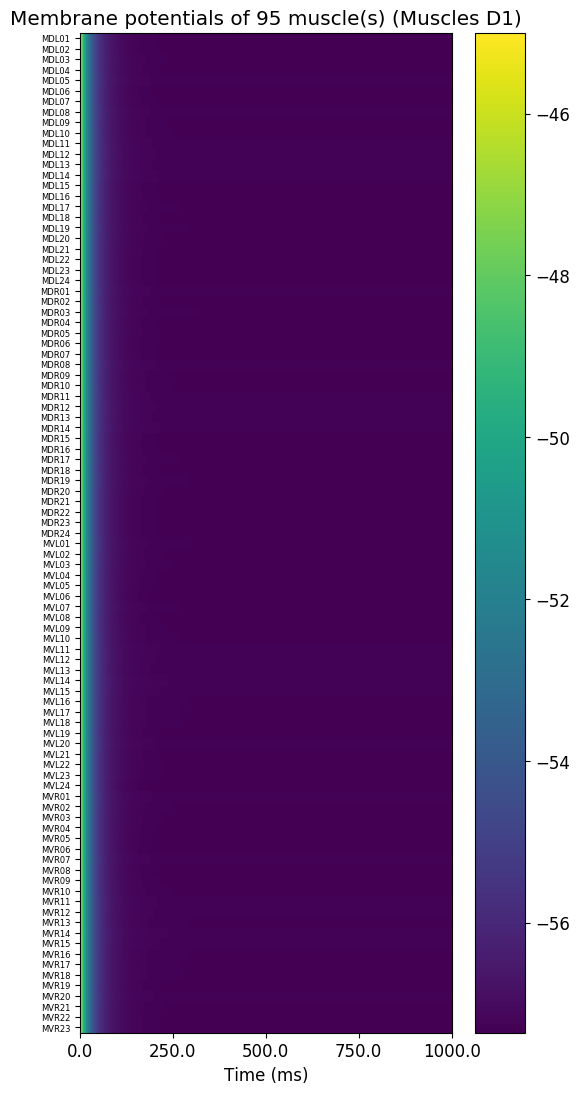 Membrane potentials of 95 muscle(s) (Muscles D1)
MDL01
MDL02
MDL03
MDL04
MDL05
MDL06
MDL07
MDL08
MDL09
MDL10
MDL11
MDL12
MDL13
MDL14
MDL15
MDL16
MDL17
MDL18
MDL19
MDL20
MDL21
MDL22
MDL23
MDL24
MDR01
MDR02
MDR03
MDR04
MDR05
MDR06
MDR07
MDR08
MDR09
MDR10
MDR11
MDR12
MDR13
MDR14
MDR15
MDR16
MDR17
MDR18
MDR19
MDR20
MDR21
MDR22
MDR23
MDR24
MVL01
MVL02
MVL03
MVL04
MVL05
MVL06
MVL07
MVL08
MVL09
MVL10
MVL11
MVL12
MVL13
MVL14
MVL15
MVL16
MVL17
MVL18
MVL19
MVL20
MVL21
MVL22
MVL23
MVL24
MVR01
MVR02
MVR03
MVR04
MVR05
MVR06
MVR07
MVR08
MVR09
MVR10
MVR11
MVR12
MVR13
MVR14
MVR15
MVR16
MVR17
MVR18
MVR19
MVR20
MVR21
MVR22
MVR23
0.0 250.0 500.0 750.0 1000.0
Time (ms)
−46
−48
−50
−52
−54
−56